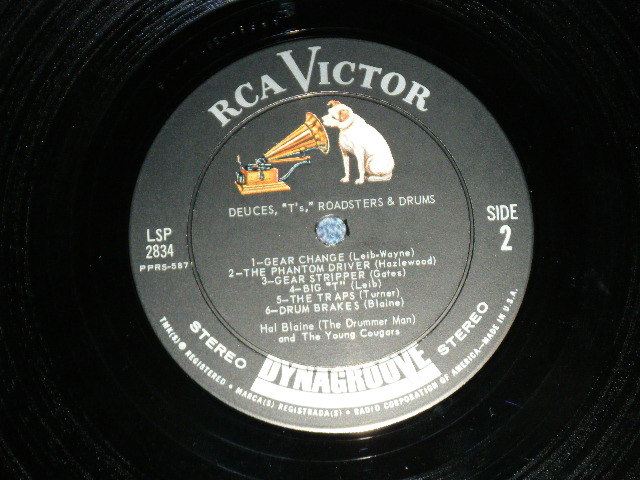 RCA VICTOR
DEUCES, "T's," ROADSTERS & DRUMS
LSP
2834
PPRS-587
SIDE
2
1-GEAR CHANGE (Leib-Wayne)
2-THE PHANTOM DRIVER (Hazlewood)
3-GEAR STRIPPER (Gates)
4-BIG "T" (Leib)
5-THE TRAPS (Turner)
6-DRUM BRAKES (Blaine)
Hal Blaine (The Drummer Man)
and The Young Cougars
STEREO
DYNAGROOVE
STEREO
TMK(S) ® REGISTERED • MARCA(S) REGISTRADA(S) • RADIO CORPORATION OF AMERICA—MADE IN U.S.A.